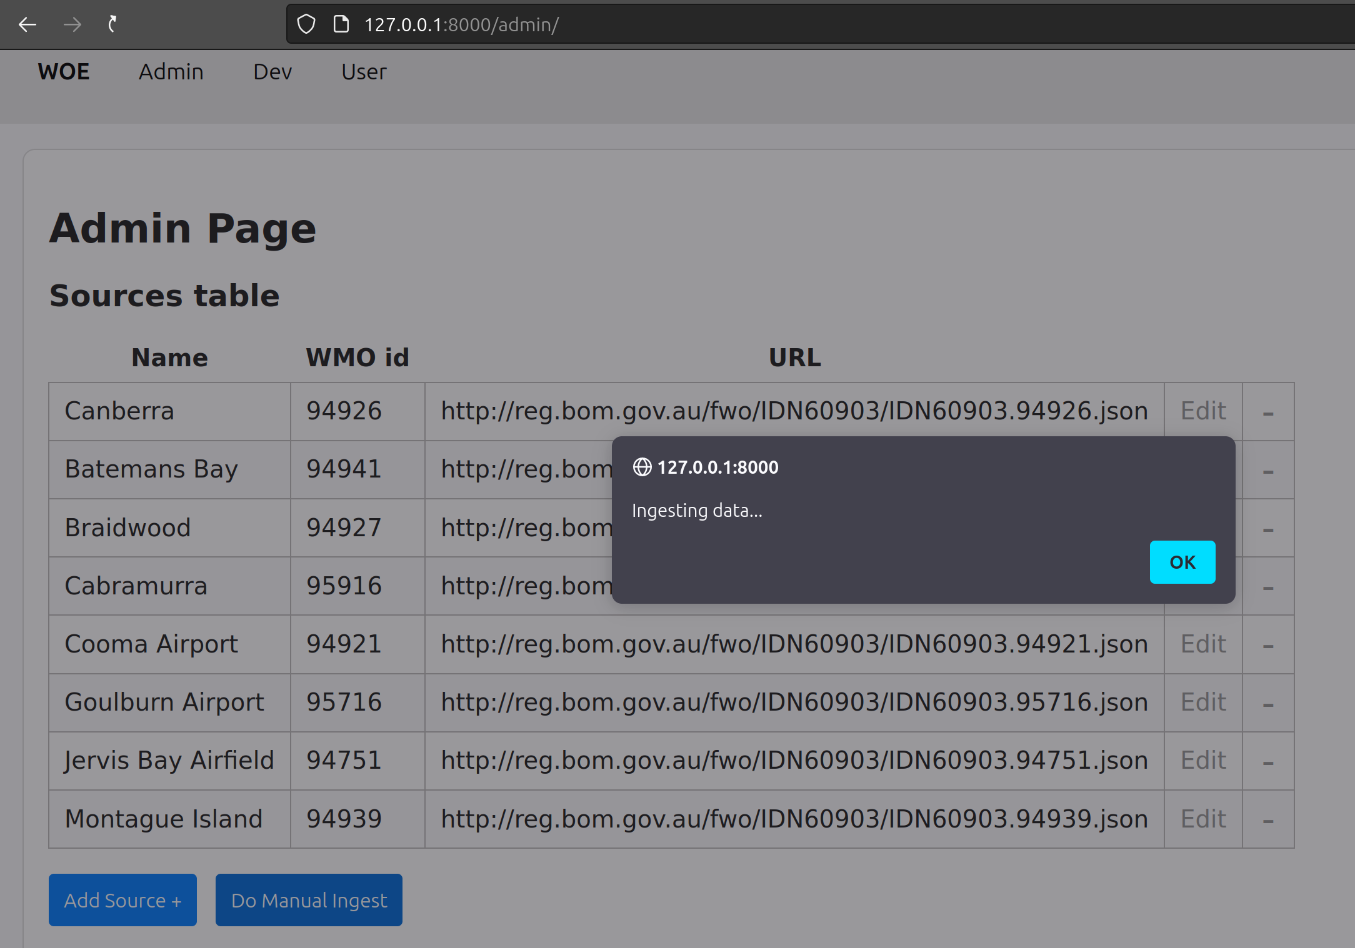 127.0.0.1:8000/admin/
WOE Admin Dev User
Admin Page
Sources table
Name WMO id URL
Canberra 94926 http://reg.bom.gov.au/fwo/IDN60903/IDN60903.94926.json Edit –
Batemans Bay 94941 http://reg.bom –
Braidwood 94927 http://reg.bom –
Cabramurra 95916 http://reg.bom –
Cooma Airport 94921 http://reg.bom.gov.au/fwo/IDN60903/IDN60903.94921.json Edit –
Goulburn Airport 95716 http://reg.bom.gov.au/fwo/IDN60903/IDN60903.95716.json Edit –
Jervis Bay Airfield 94751 http://reg.bom.gov.au/fwo/IDN60903/IDN60903.94751.json Edit –
Montague Island 94939 http://reg.bom.gov.au/fwo/IDN60903/IDN60903.94939.json Edit –
Add Source + Do Manual Ingest
127.0.0.1:8000
Ingesting data...
OK